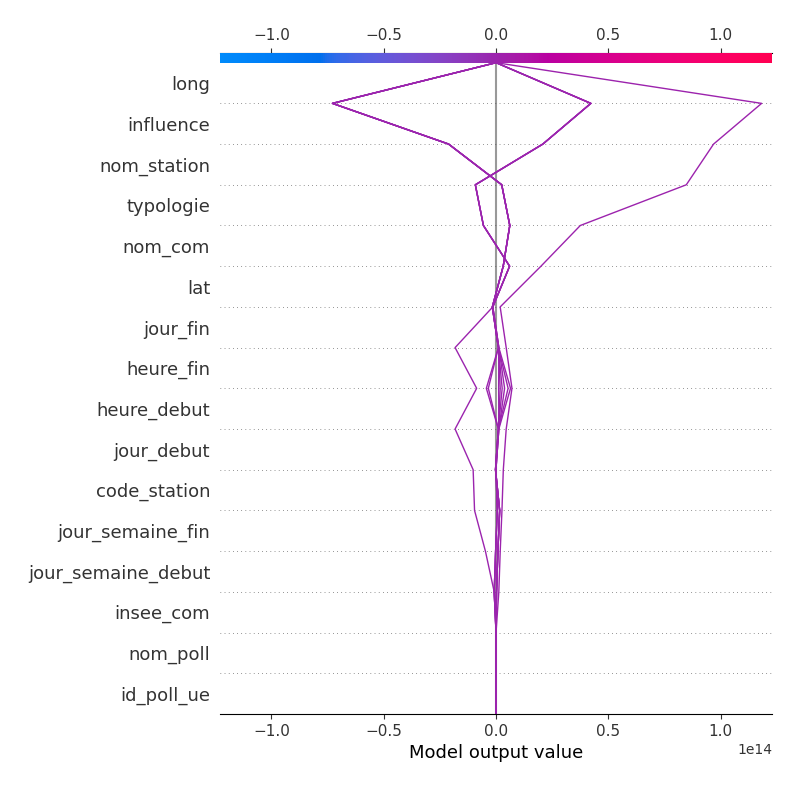 −1.0 −0.5 0.0 0.5 1.0
long
influence
nom_station
typologie
nom_com
lat
jour_fin
heure_fin
heure_debut
jour_debut
code_station
jour_semaine_fin
jour_semaine_debut
insee_com
nom_poll
id_poll_ue
−1.0 −0.5 0.0 0.5 1.0
Model output value
1e14